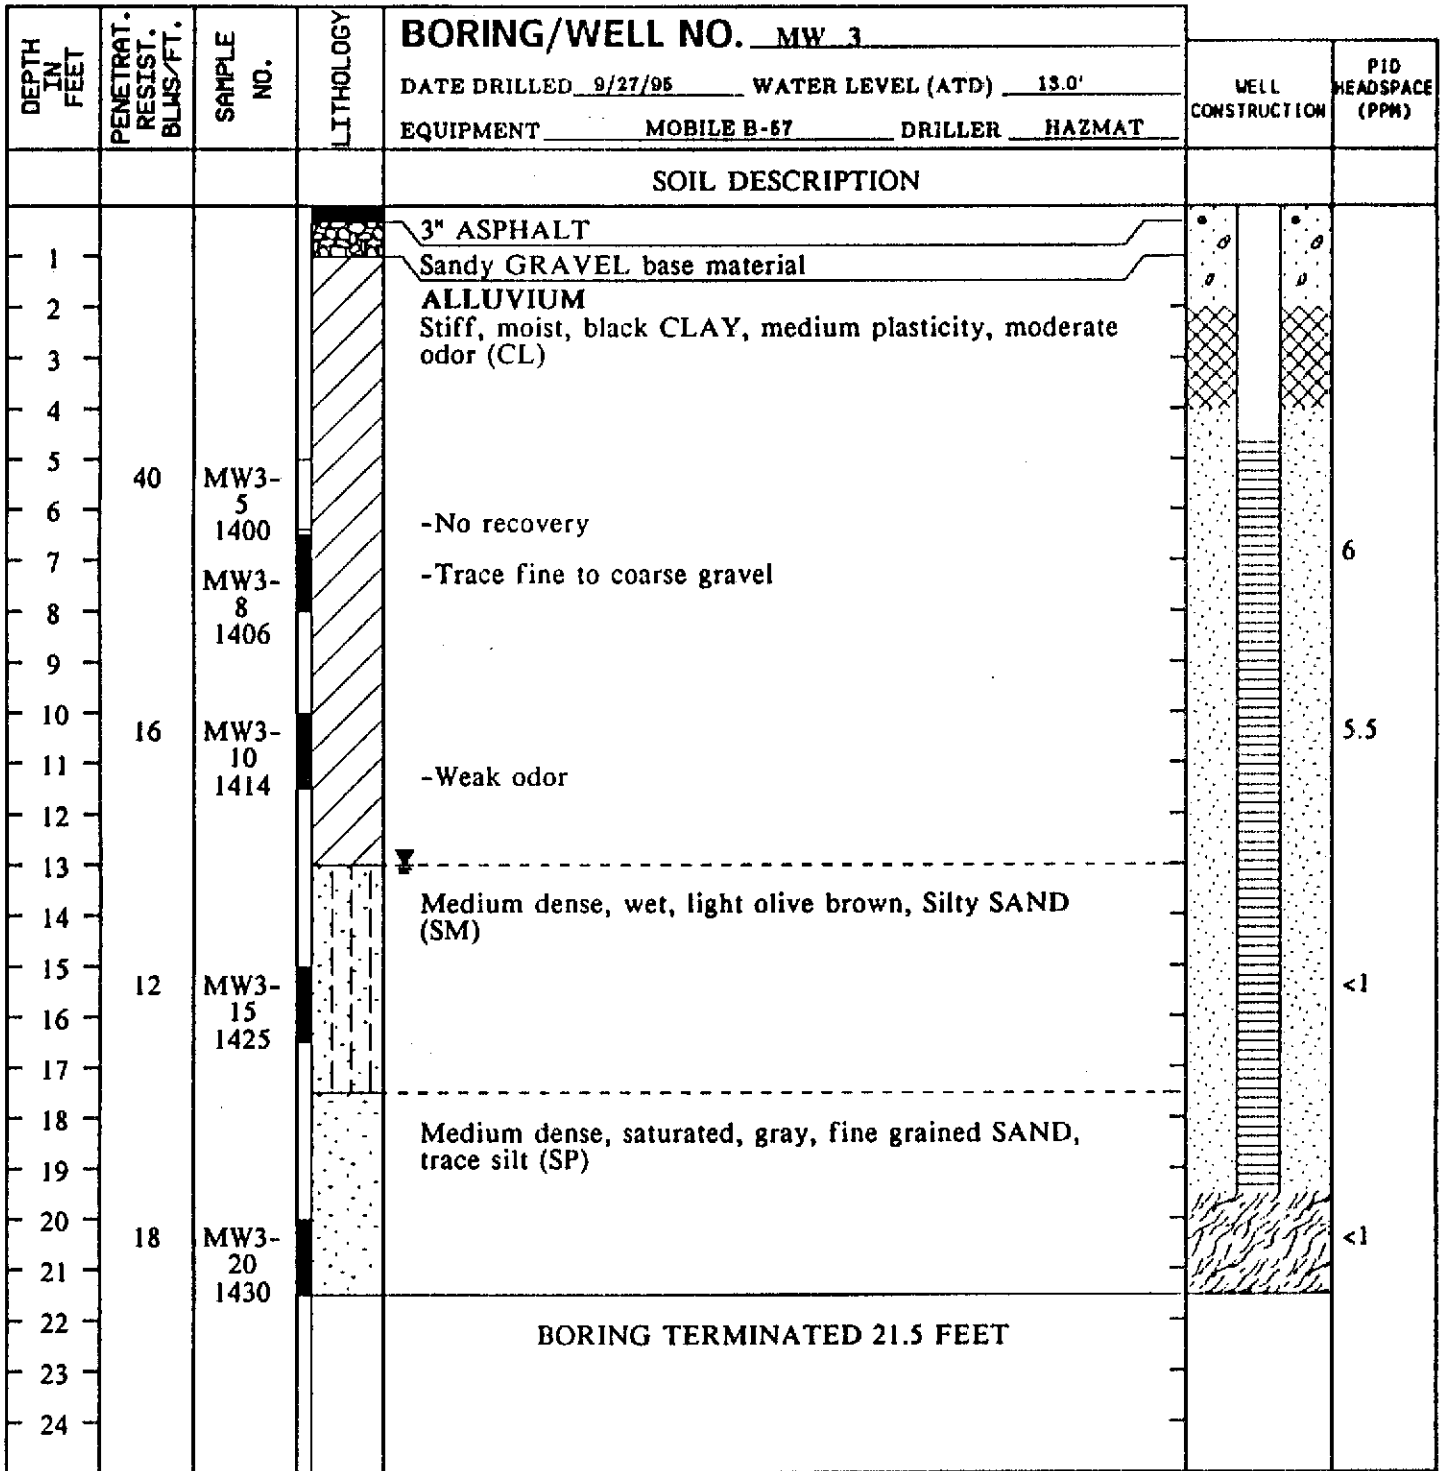 DEPTH IN FEET
PENETRAT. RESIST. BLWS/FT.
SAMPLE NO.
LITHOLOGY
BORING/WELL NO. MW 3
DATE DRILLED 9/27/95 WATER LEVEL (ATD) 13.0'
EQUIPMENT MOBILE B-57 DRILLER HAZMAT
WELL CONSTRUCTION
PID HEADSPACE (PPM)
SOIL DESCRIPTION
3" ASPHALT
1 Sandy GRAVEL base material
ALLUVIUM
2 Stiff, moist, black CLAY, medium plasticity, moderate
3 odor (CL)
4
5
40 MW3-
6 5
1400 -No recovery
7 6
MW3- -Trace fine to coarse gravel
8 8
1406
9
10
16 MW3- 5.5
11 10
1414 -Weak odor
12
13
14 Medium dense, wet, light olive brown, Silty SAND
(SM)
15
12 MW3- <1
16 15
1425
17
18 Medium dense, saturated, gray, fine grained SAND,
19 trace silt (SP)
20
18 MW3- <1
21 20
1430
22 BORING TERMINATED 21.5 FEET
23
24